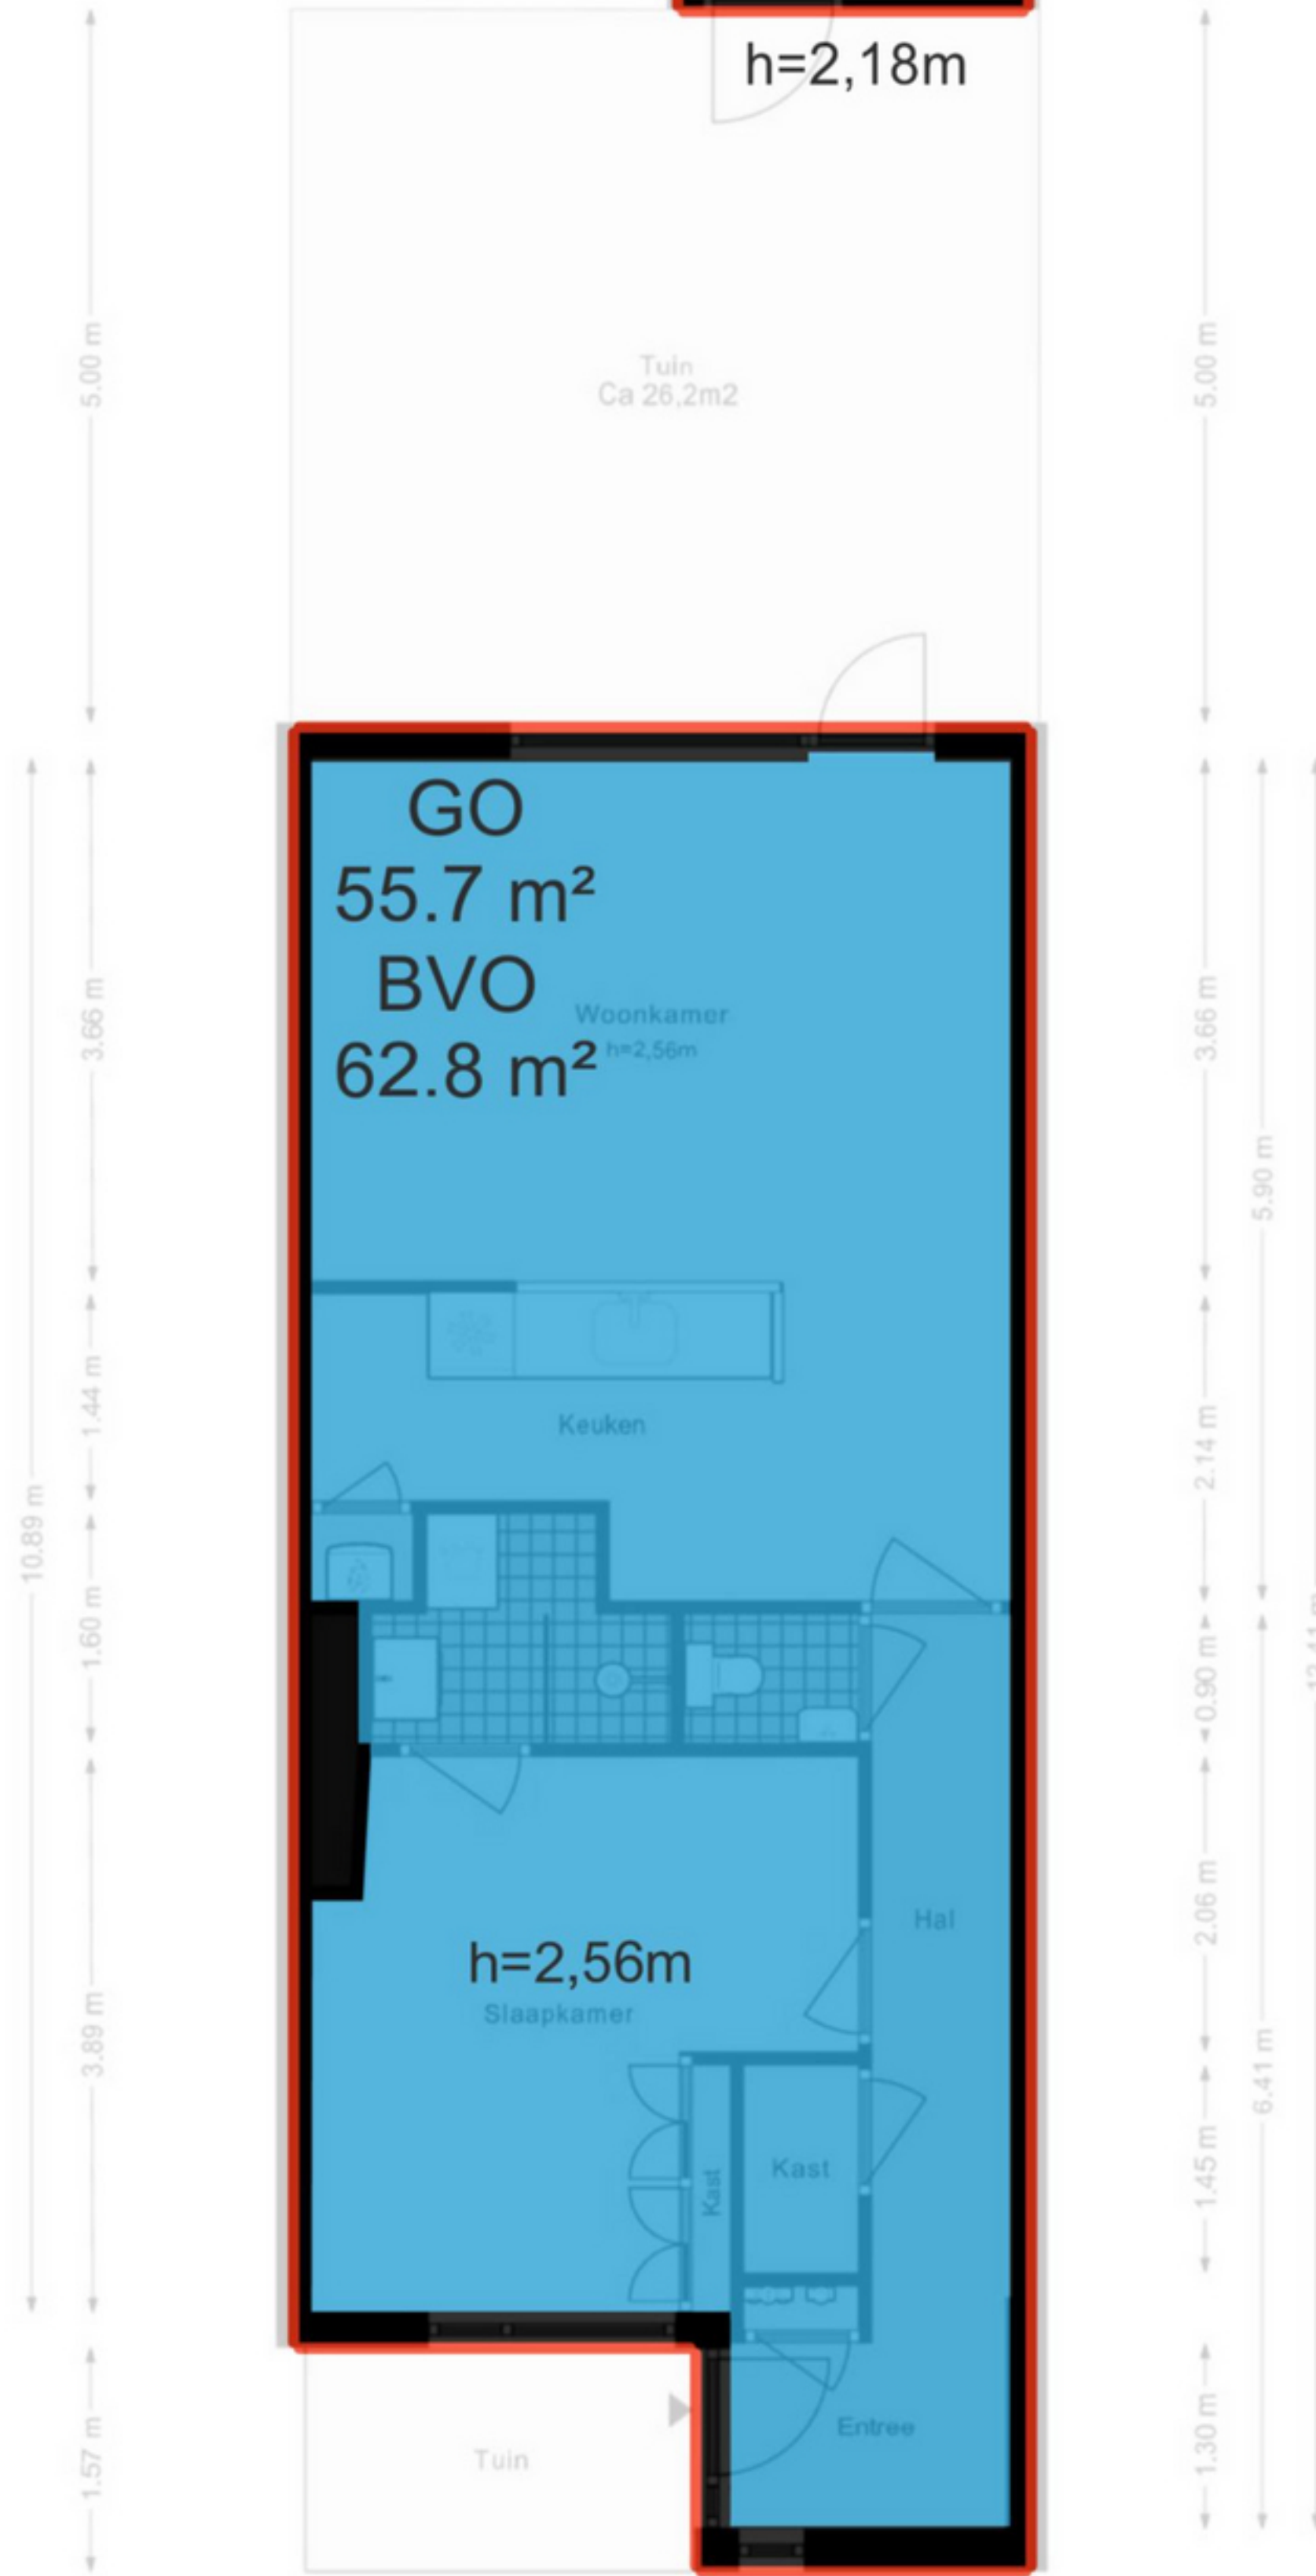 h=2,18m
5.00 m
Tuin
Ca 26,2m2
5.00 m
GO
55.7 m²
BVO
62.8 m²
Woonkamer
h=2,56m
3.66 m
3.66 m
5.90 m
1.44 m
Keuken
2.14 m
10.89 m
1.60 m
0.90 m
Hal
2.06 m
h=2,56m
Slaapkamer
3.89 m
6.41 m
Kast
Kast
1.45 m
Entree
1.30 m
Tuin
1.57 m